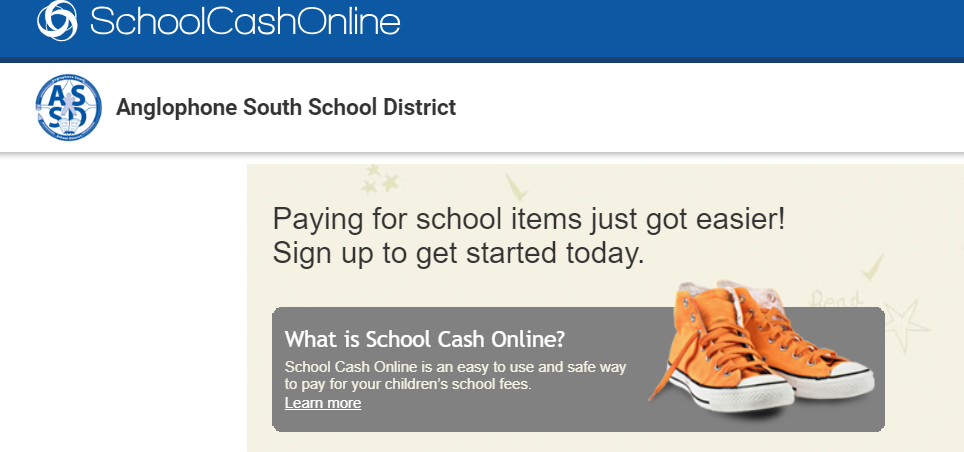 SchoolCashOnline
AS
SD
Anglophone South School District
Paying for school items just got easier!
Sign up to get started today.
Read
What is School Cash Online?
School Cash Online is an easy to use and safe way
to pay for your children's school fees.
Learn more